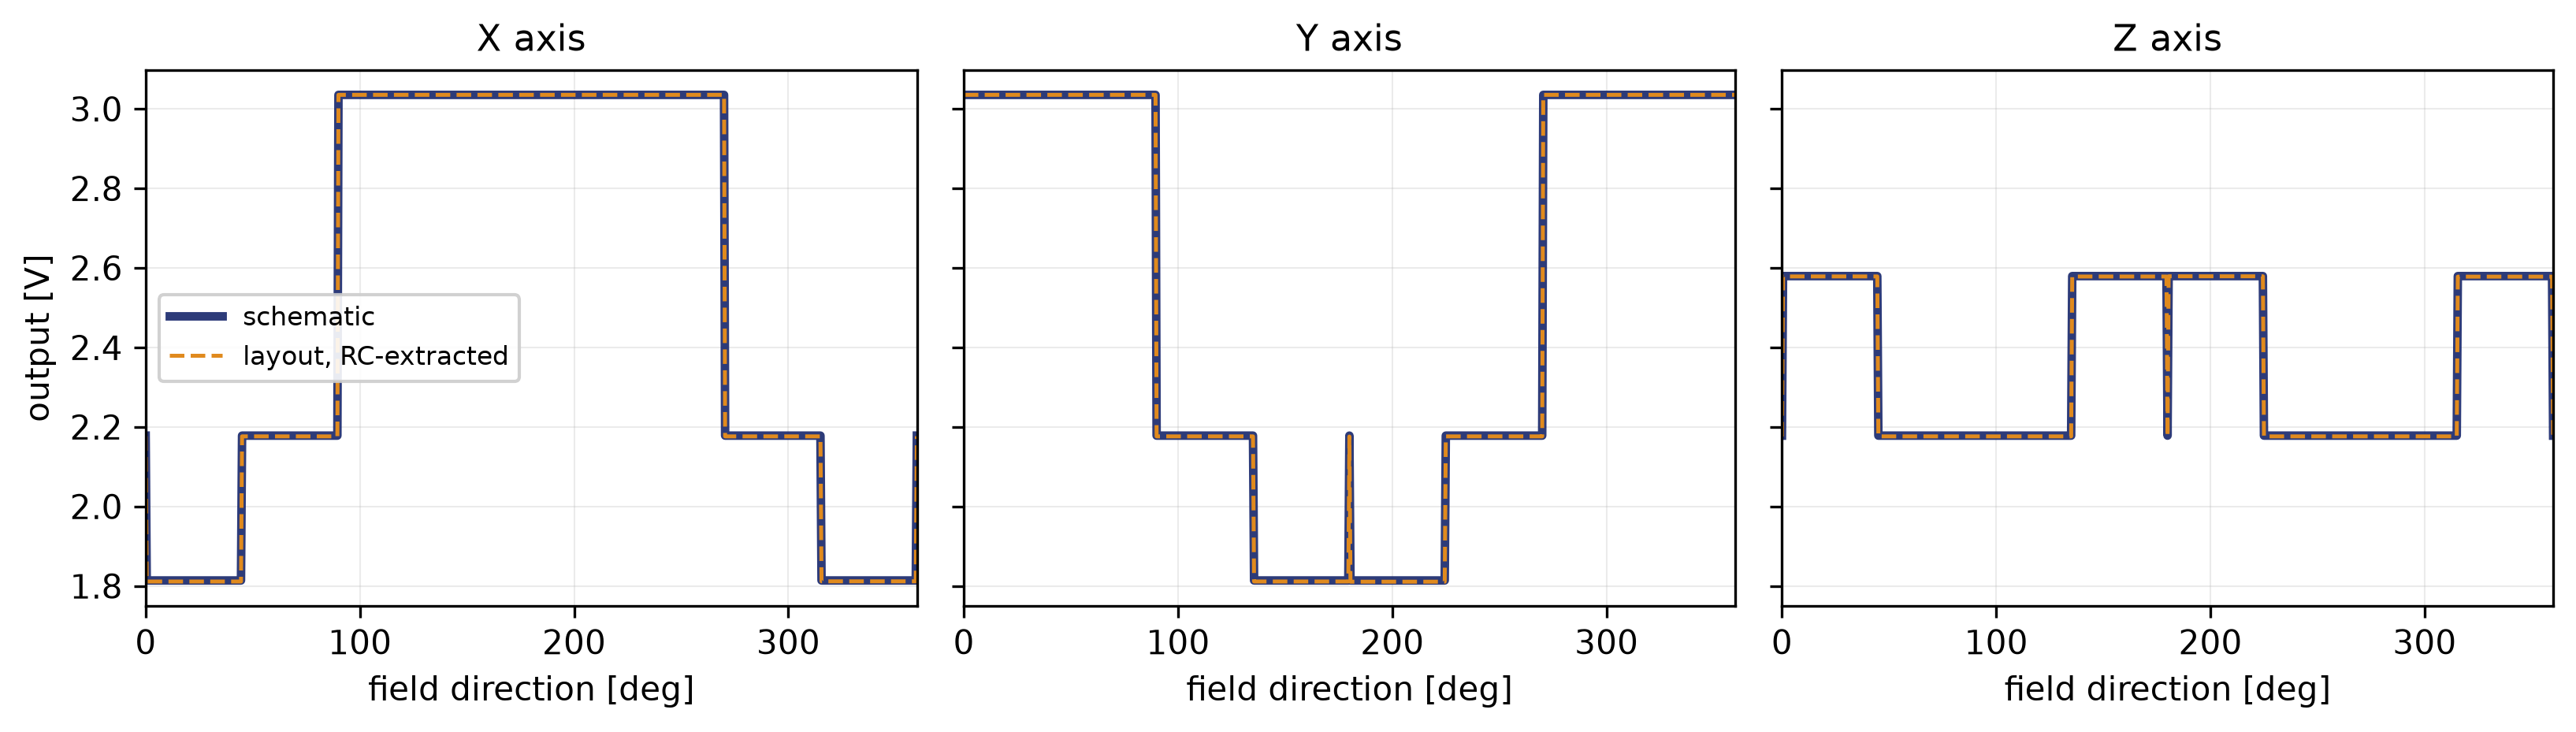 X axis
Y axis
Z axis
output [V]
3.0
2.8
2.6
2.4
2.2
2.0
1.8
schematic
layout, RC-extracted
0 100 200 300
0 100 200 300
0 100 200 300
field direction [deg]
field direction [deg]
field direction [deg]